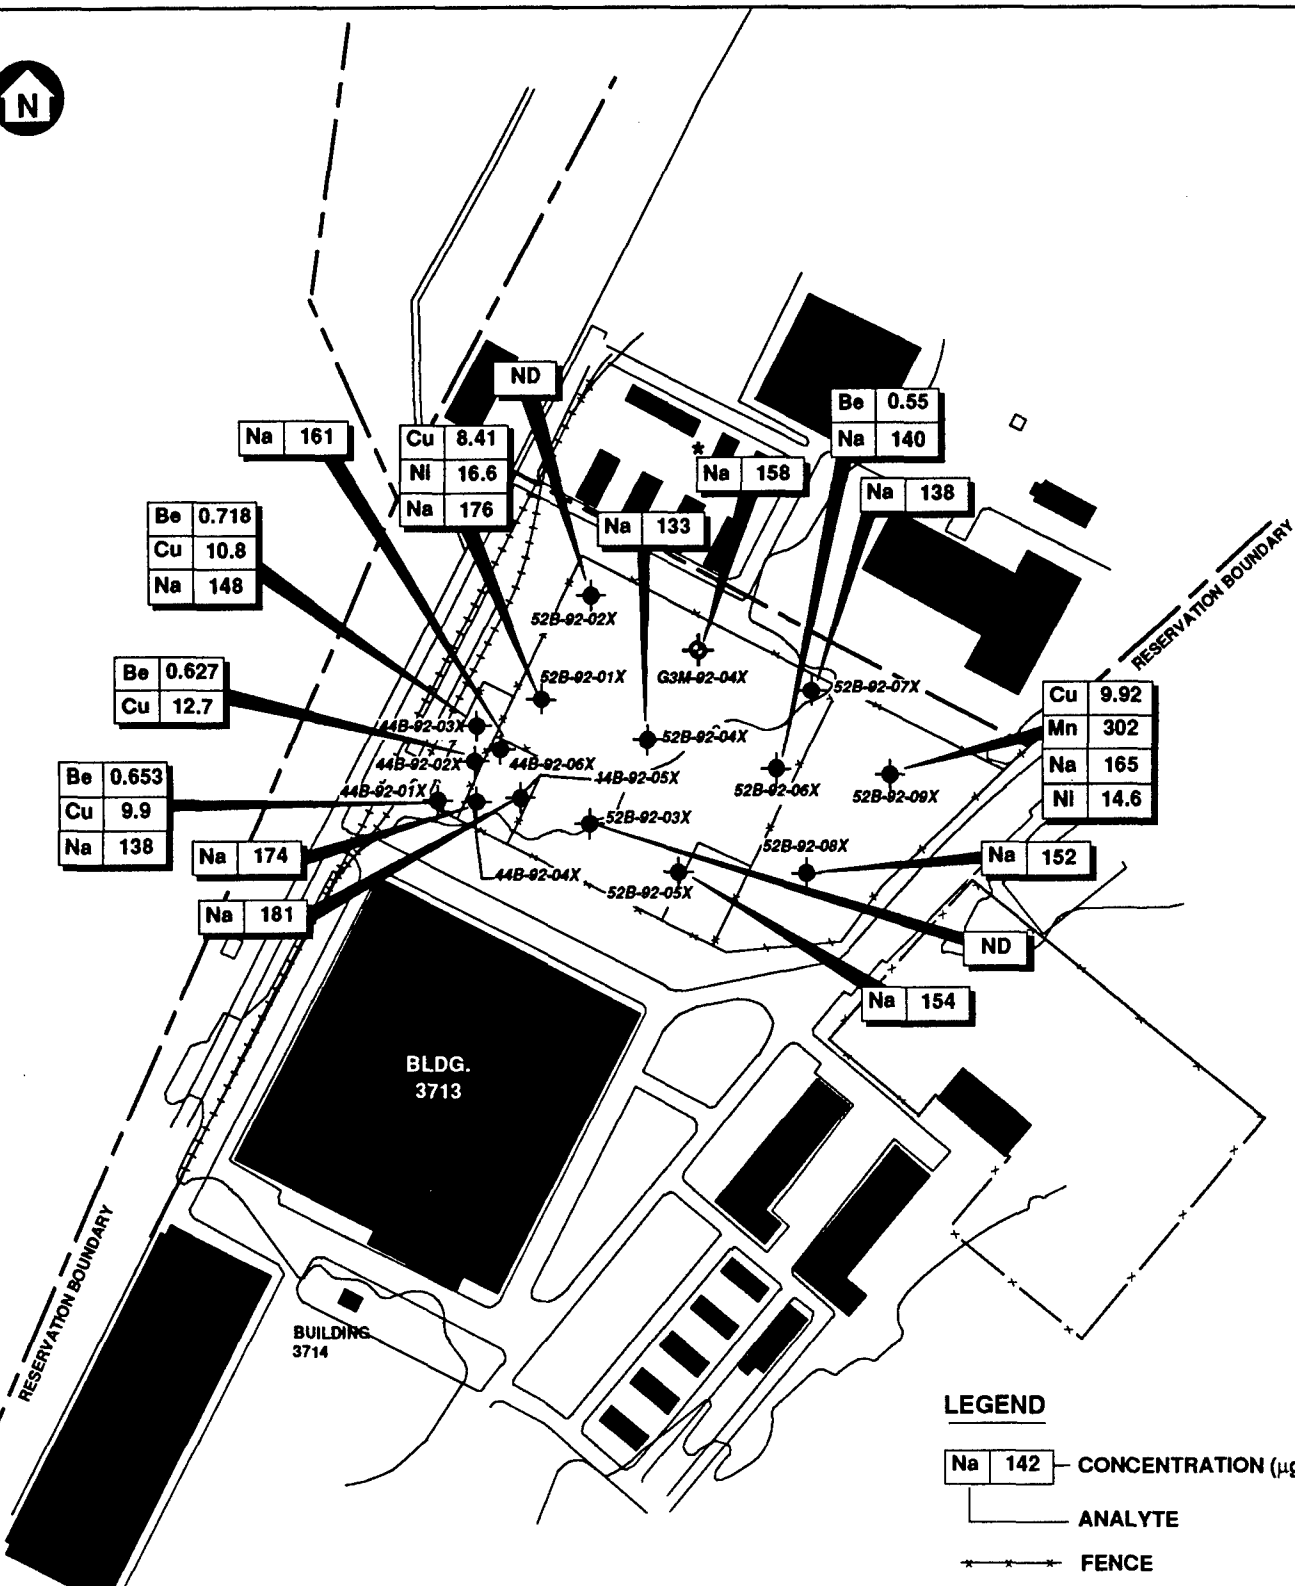 N
ND
Be 0.55
Na 140
Na 161
Cu 8.41
Ni 16.6
Na 176
*
Na 158
Na 138
Na 133
Be 0.718
Cu 10.8
Na 148
RESERVATION BOUNDARY
52B-92-02X
G3M-92-04X
52B-92-01X
52B-92-07X
Be 0.627
Cu 12.7
Cu 9.92
Mn 302
Na 165
Ni 14.6
44B-92-03X
52B-92-04X
44B-92-02X
44B-92-06X
44B-92-05X
44B-92-01X
52B-92-06X
52B-92-09X
Be 0.653
Cu 9.9
Na 138
52B-92-03X
52B-92-08X
Na 174
Na 152
44B-92-04X
52B-92-05X
Na 181
ND
Na 154
BLDG.
3713
RESERVATION BOUNDARY
BUILDING
3714
LEGEND
Na 142 CONCENTRATION (µg
ANALYTE
FENCE